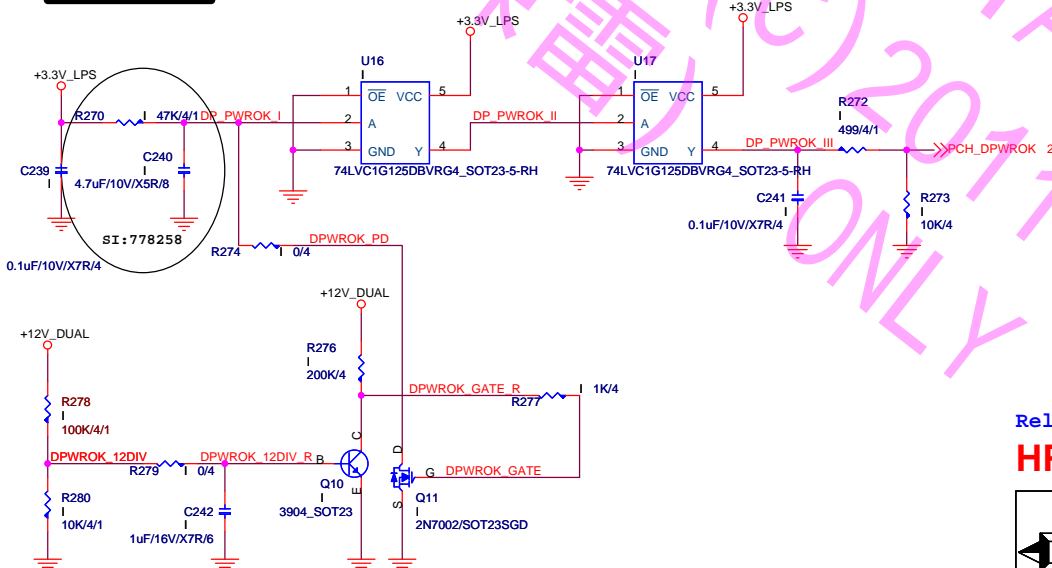 +3.3V_LPS
+3.3V_LPS
+3.3V_LPS
U16
U17
1 OE VCC 5
2 A
3 GND Y 4
74LVC1G125DBVRG4_SOT23-5-RH
1 OE VCC 5
2 A
3 GND Y 4
74LVC1G125DBVRG4_SOT23-5-RH
R270
I
47K/4/1
DP_PWROK_I
DP_PWROK_II
DP_PWROK_III
R272
I
499/4/1
PCH_DPWROK 2
C239
I
0.1uF/10V/X7R/4
C240
I
4.7uF/10V/X5R/8
SI:778258
C241
I
0.1uF/10V/X7R/4
R273
I
10K/4
R274
I
0/4
DPWROK_PD
+12V_DUAL
+12V_DUAL
R276
I
200K/4
DPWROK_GATE_R
R277
I
1K/4
R278
I
100K/4/1
DPWROK_12DIV
R279
I
0/4
DPWROK_12DIV_R
B
C
E
D
G
S
DPWROK_GATE
R280
I
10K/4/1
C242
I
1uF/16V/X7R/6
Q10
I
3904_SOT23
Q11
I
2N7002/SOT23SGD
(C)2011
ONLY
Rel